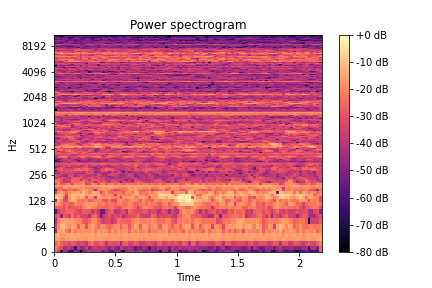 Power spectrogram
8192
4096
2048
1024
512
256
128
64
0
Hz
0
0.5
1
1.5
2
Time
+0 dB
-10 dB
-20 dB
-30 dB
-40 dB
-50 dB
-60 dB
-70 dB
-80 dB